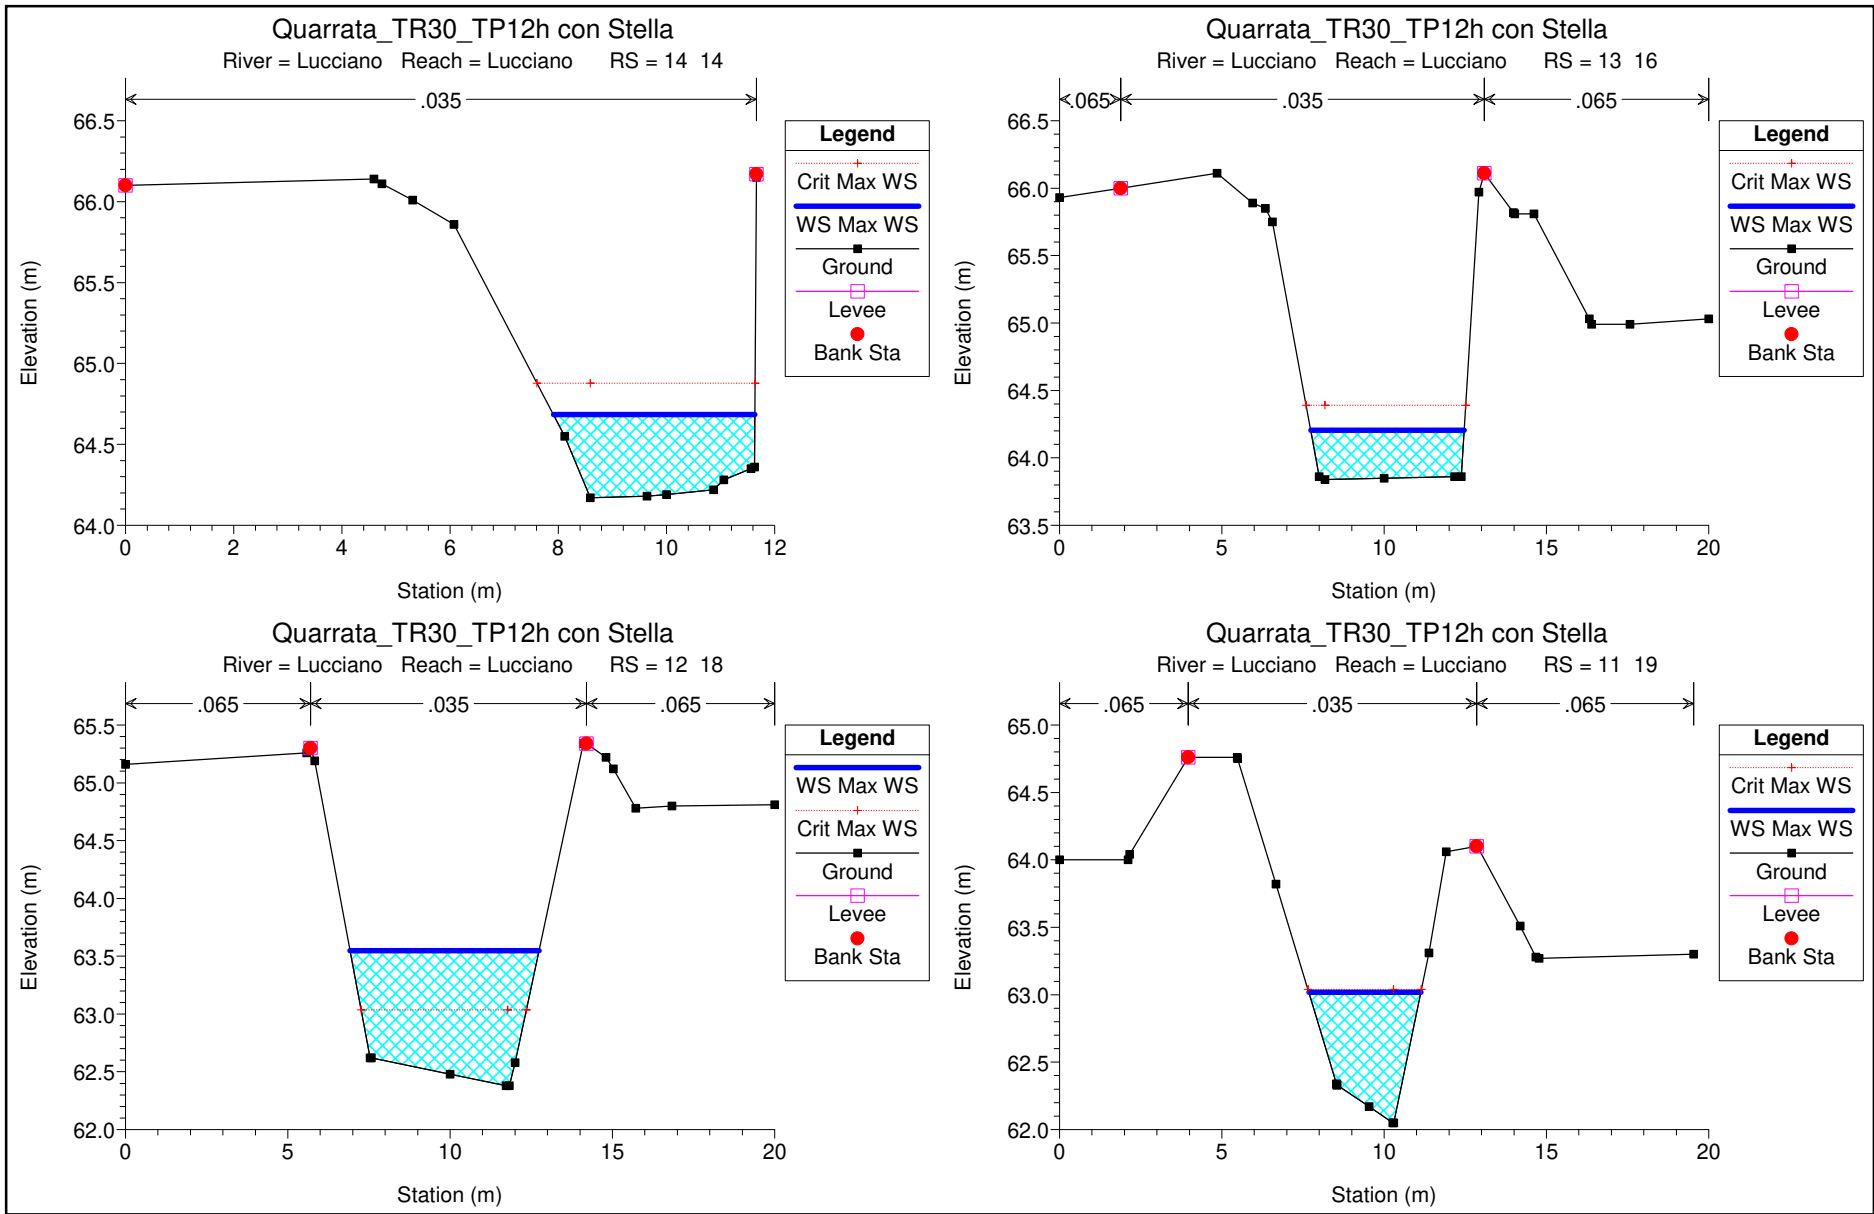 Quarrata_TR30_TP12h con Stella
River = Lucciano Reach = Lucciano RS = 14 14
.035
66.5
66.0
65.5
65.0
64.5
64.0
0 2 4 6 8 10 12
Station (m)
Elevation (m)
Legend
Crit Max WS
WS Max WS
Ground
Levee
Bank Sta
Quarrata_TR30_TP12h con Stella
River = Lucciano Reach = Lucciano RS = 13 16
.065 .035 .065
66.5
66.0
65.5
65.0
64.5
64.0
63.5
0 5 10 15 20
Station (m)
Elevation (m)
Legend
Crit Max WS
WS Max WS
Ground
Levee
Bank Sta
Quarrata_TR30_TP12h con Stella
River = Lucciano Reach = Lucciano RS = 12 18
.065 .035 .065
65.5
65.0
64.5
64.0
63.5
63.0
62.5
62.0
0 5 10 15 20
Station (m)
Elevation (m)
Legend
WS Max WS
Crit Max WS
Ground
Levee
Bank Sta
Quarrata_TR30_TP12h con Stella
River = Lucciano Reach = Lucciano RS = 11 19
.065 .035 .065
65.0
64.5
64.0
63.5
63.0
62.5
62.0
0 5 10 15 20
Station (m)
Elevation (m)
Legend
Crit Max WS
WS Max WS
Ground
Levee
Bank Sta